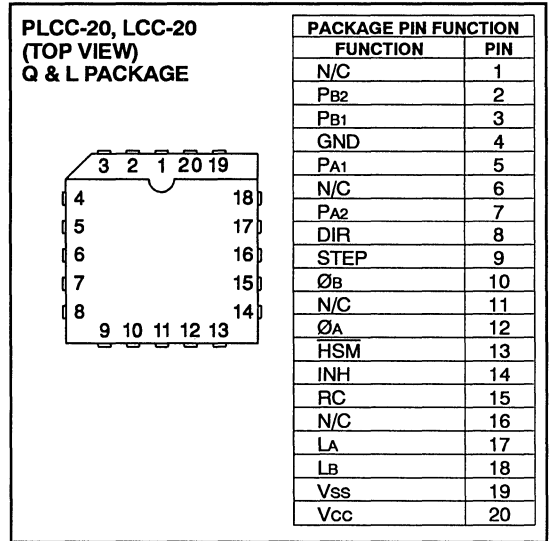 PLCC-20, LCC-20
(TOP VIEW)
Q & L PACKAGE
3 2 1 20 19
4 18
5 17
6 16
7 15
8 14
9 10 11 12 13
PACKAGE PIN FUNCTION
FUNCTION PIN
N/C 1
PB2 2
PB1 3
GND 4
PA1 5
N/C 6
PA2 7
DIR 8
STEP 9
ØB 10
N/C 11
ØA 12
HSM 13
INH 14
RC 15
N/C 16
LA 17
LB 18
Vss 19
Vcc 20